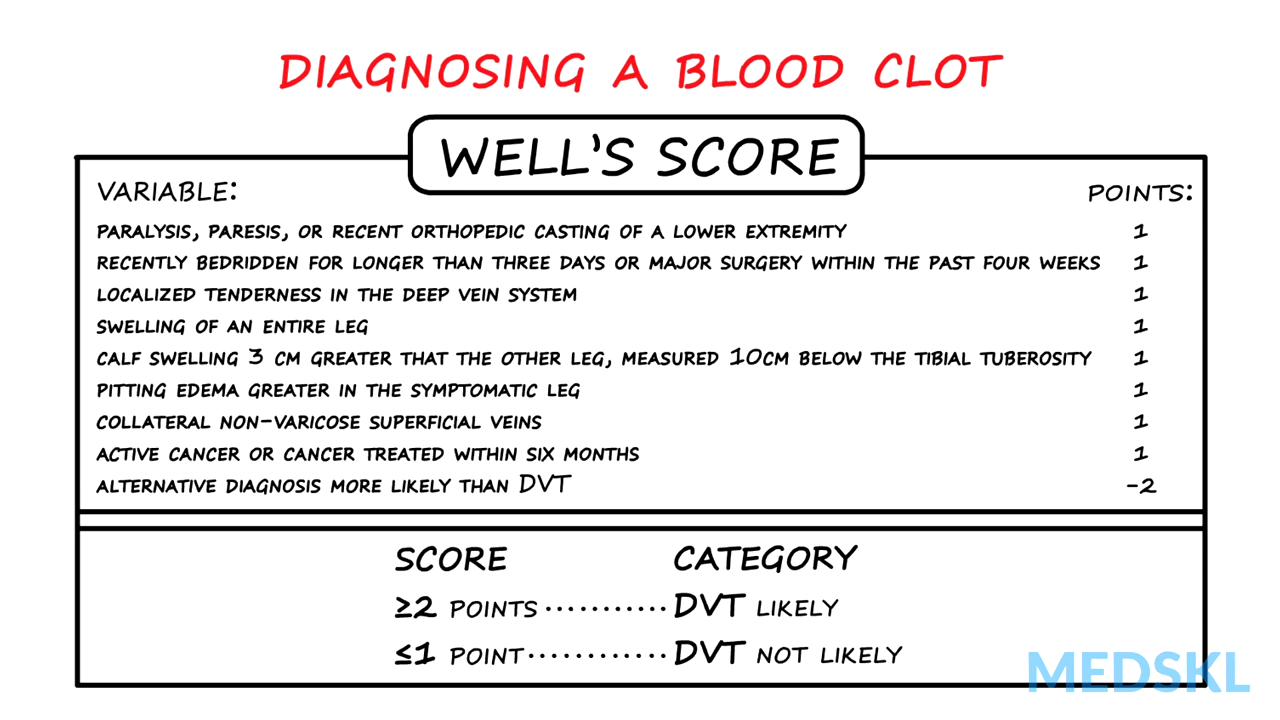 DIAGNOSING A BLOOD CLOT
WELL'S SCORE
VARIABLE: POINTS:
PARALYSIS, PARESIS, OR RECENT ORTHOPEDIC CASTING OF A LOWER EXTREMITY 1
RECENTLY BEDRIDDEN FOR LONGER THAN THREE DAYS OR MAJOR SURGERY WITHIN THE PAST FOUR WEEKS 1
LOCALIZED TENDERNESS IN THE DEEP VEIN SYSTEM 1
SWELLING OF AN ENTIRE LEG 1
CALF SWELLING 3 CM GREATER THAT THE OTHER LEG, MEASURED 10CM BELOW THE TIBIAL TUBEROSITY 1
PITTING EDEMA GREATER IN THE SYMPTOMATIC LEG 1
COLLATERAL NON-VARICOSE SUPERFICIAL VEINS 1
ACTIVE CANCER OR CANCER TREATED WITHIN SIX MONTHS 1
ALTERNATIVE DIAGNOSIS MORE LIKELY THAN DVT -2
SCORE CATEGORY
≥2 POINTS ........... DVT LIKELY
≤1 POINT ............. DVT NOT LIKELY
MEDSKL